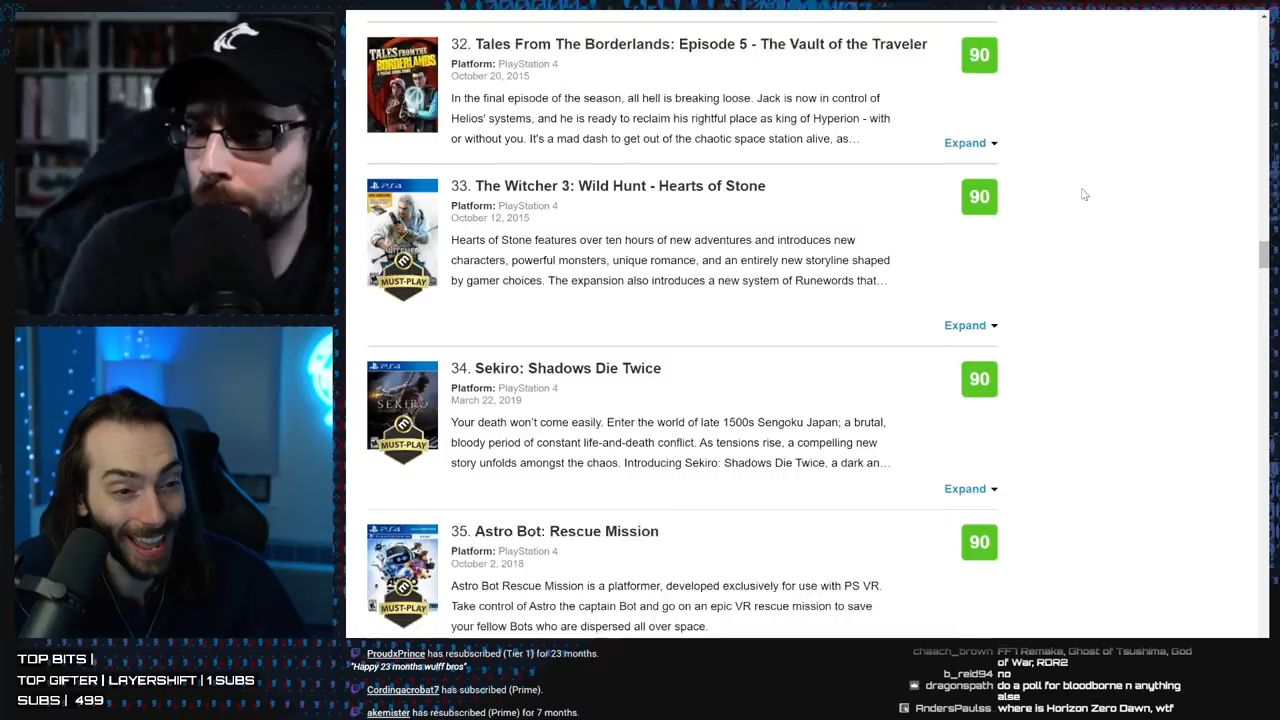 32. Tales From The Borderlands: Episode 5 - The Vault of the Traveler
90
Platform: PlayStation 4
October 20, 2015
In the final episode of the season, all hell is breaking loose. Jack is now in control of
Helios' systems, and he is ready to reclaim his rightful place as king of Hyperion - with
or without you. It's a mad dash to get out of the chaotic space station alive, as…
Expand
TALES FROM THE
BORDERLANDS
33. The Witcher 3: Wild Hunt - Hearts of Stone
90
Platform: PlayStation 4
October 12, 2015
Hearts of Stone features over ten hours of new adventures and introduces new
characters, powerful monsters, unique romance, and an entirely new storyline shaped
by gamer choices. The expansion also introduces a new system of Runewords that…
Expand
PS4
MUST-PLAY
34. Sekiro: Shadows Die Twice
90
Platform: PlayStation 4
March 22, 2019
Your death won’t come easily. Enter the world of late 1500s Sengoku Japan; a brutal,
bloody period of constant life-and-death conflict. As tensions rise, a compelling new
story unfolds amongst the chaos. Introducing Sekiro: Shadows Die Twice, a dark an…
Expand
PS4
SEKIRO
MUST-PLAY
35. Astro Bot: Rescue Mission
90
Platform: PlayStation 4
October 2, 2018
Astro Bot Rescue Mission is a platformer, developed exclusively for use with PS VR.
Take control of Astro the captain Bot and go on an epic VR rescue mission to save
your fellow Bots who are dispersed all over space.
PS4
MUST-PLAY
TOP BITS |
TOP GIFTER | LAYERSHIFT | 1 SUBS
SUBS | 499
ProudxPrince has resubscribed (Tier 1) for 23 months.
"Happy 23 months wulff bros"
Cordingacrobat7 has subscribed (Prime).
akemister has resubscribed (Prime) for 7 months.
chaach_brown FF7 Remake, Ghost of Tsushima, God
of War, RDR2
b_reid94 no
dragonspath do a poll for bloodborne n anything
else
AndersPaulss where is Horizon Zero Dawn, wtf